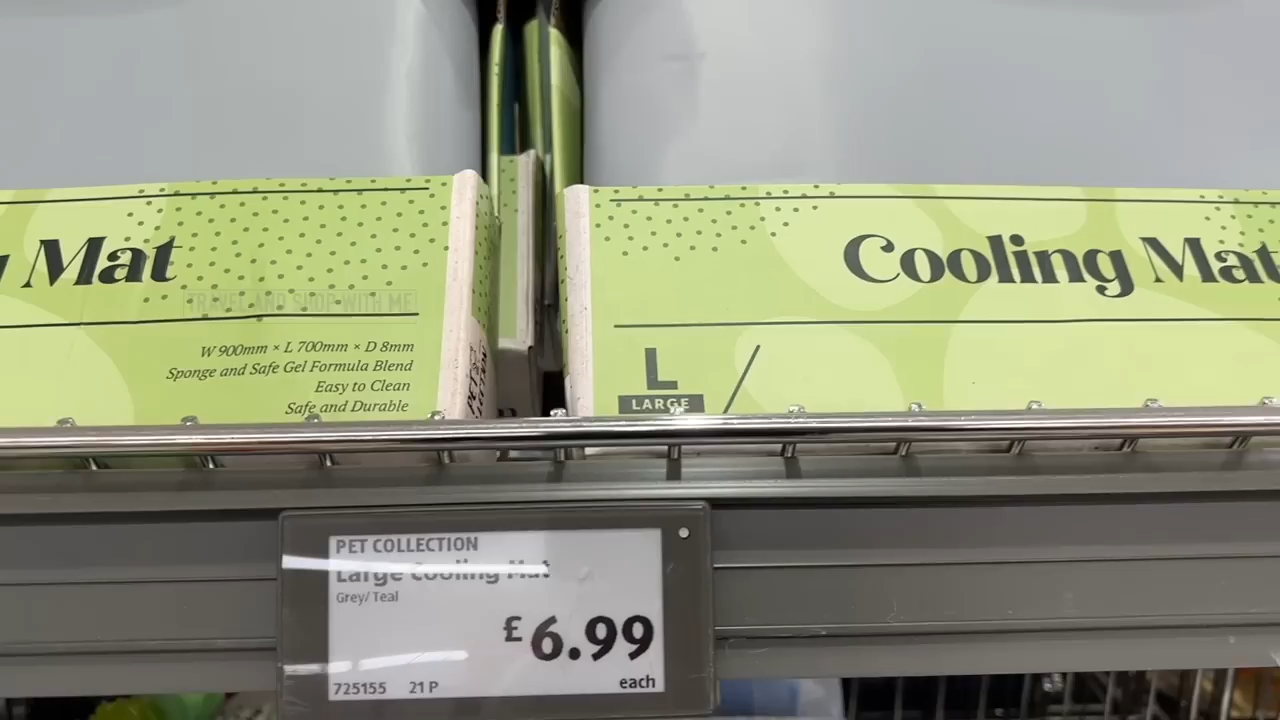 Mat
TRAVEL AND SHOP WITH ME
W 900mm × L 700mm × D 8mm
Sponge and Safe Gel Formula Blend
Easy to Clean
Safe and Durable
Cooling Mat
L
LARGE
PET COLLECTION
Large Cooling Mat
Grey/Teal
£6.99
each
725155 21 P